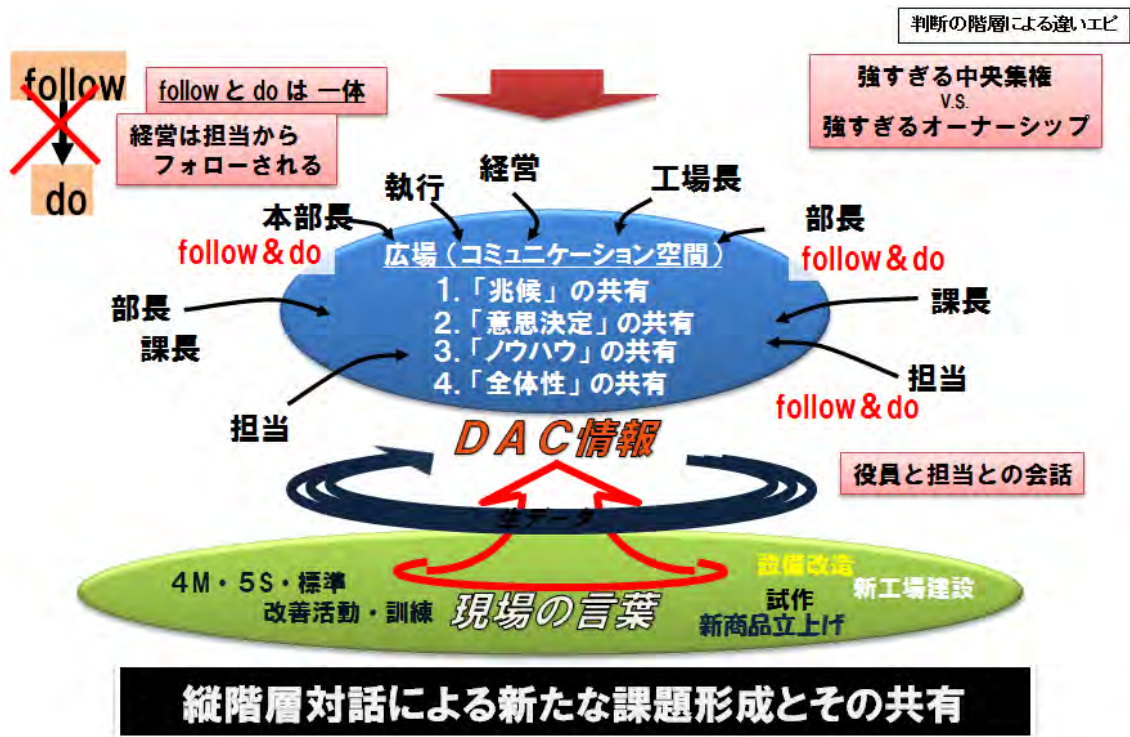 判断の階層による違いエピ
follow
do
followとdoは 一体
経営は担当から
フォローされる
強すぎる中央集権
V.S.
強すぎるオーナーシップ
本部長
執行
経営
工場長
部長
follow&do
follow&do
広場（コミュニケーション空間）
1.「兆候」の共有
2.「意思決定」の共有
3.「ノウハウ」の共有
4.「全体性」の共有
部長
課長
担当
課長
担当
follow&do
DAC情報
役員と担当との会話
生データ
4M・5S・標準
改善活動・訓練
現場の言葉
設備改造
試作
新商品立上げ
新工場建設
縦階層対話による新たな課題形成とその共有